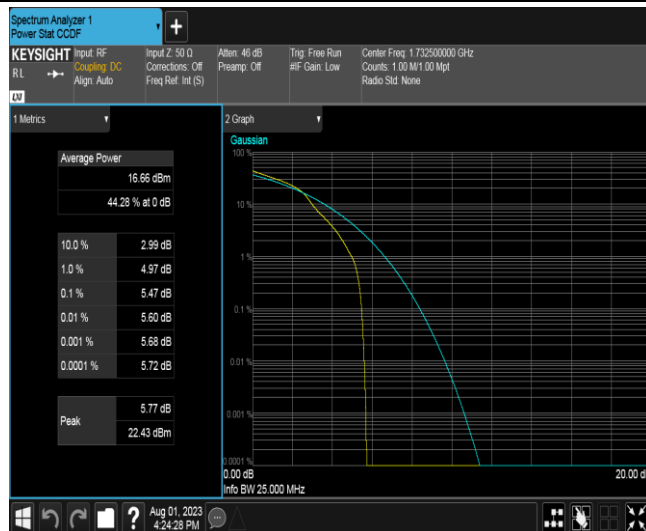 Spectrum Analyzer 1
Power Stat CCDF
KEYSIGHT
RL
Input: RF
Coupling: DC
Align: Auto
Input Z: 50 Ω
Corrections: Off
Freq Ref: Int (S)
Atten: 46 dB
Preamp: Off
Trig: Free Run
#IF Gain: Low
Center Freq: 1.732500000 GHz
Counts: 1.00 M/1.00 Mpt
Radio Std: None
1 Metrics
Average Power
16.66 dBm
44.28 % at 0 dB
10.0 % 2.99 dB
1.0 % 4.97 dB
0.1 % 5.47 dB
0.01 % 5.60 dB
0.001 % 5.68 dB
0.0001 % 5.72 dB
Peak
5.77 dB
22.43 dBm
2 Graph
Gaussian
100 %
10 %
1 %
0.1 %
0.01 %
0.001 %
0.0001 %
0.00 dB
20.00 d
Info BW 25.000 MHz
?
Aug 01, 2023
4:24:28 PM